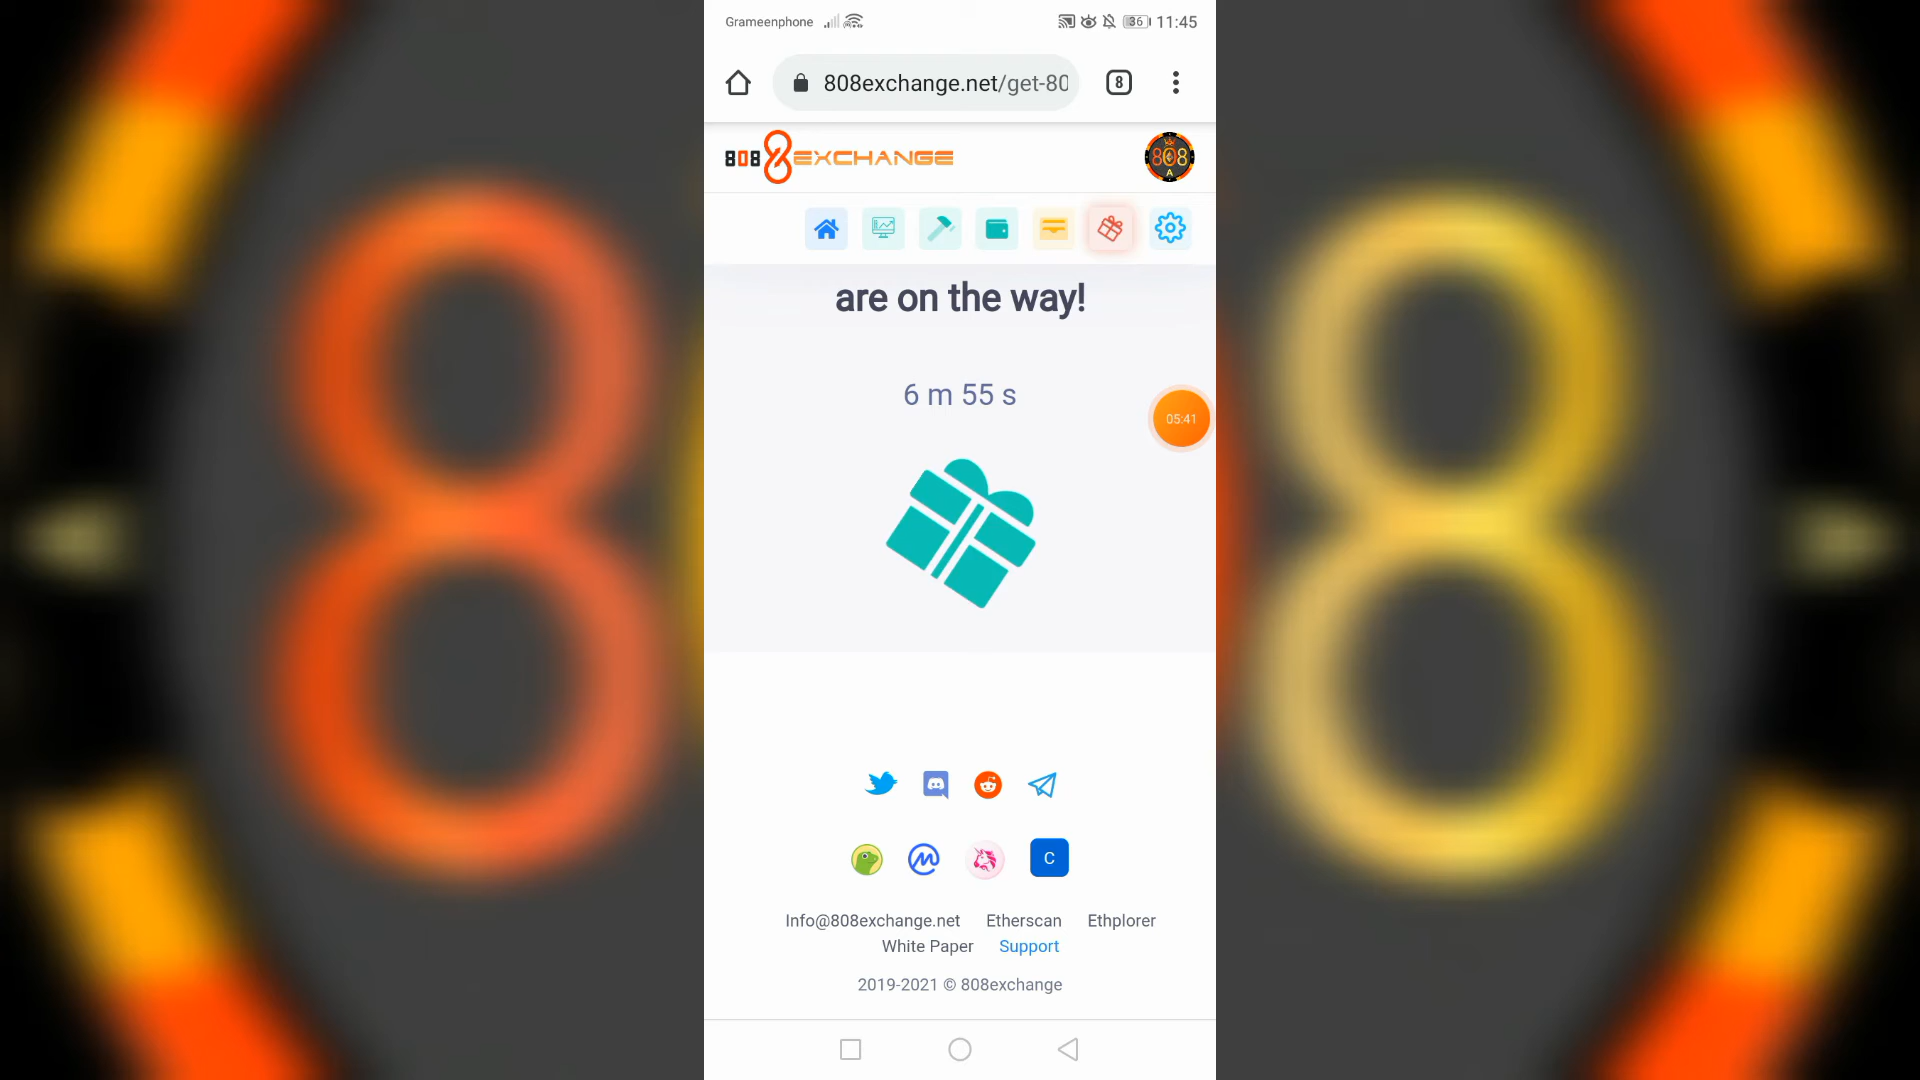 Grameenphone 36 11:45
808exchange.net/get-80 8
808 EXCHANGE 808 A
are on the way!
6 m 55 s
05:41
C
Info@808exchange.net Etherscan Ethplorer
White Paper Support
2019-2021 © 808exchange